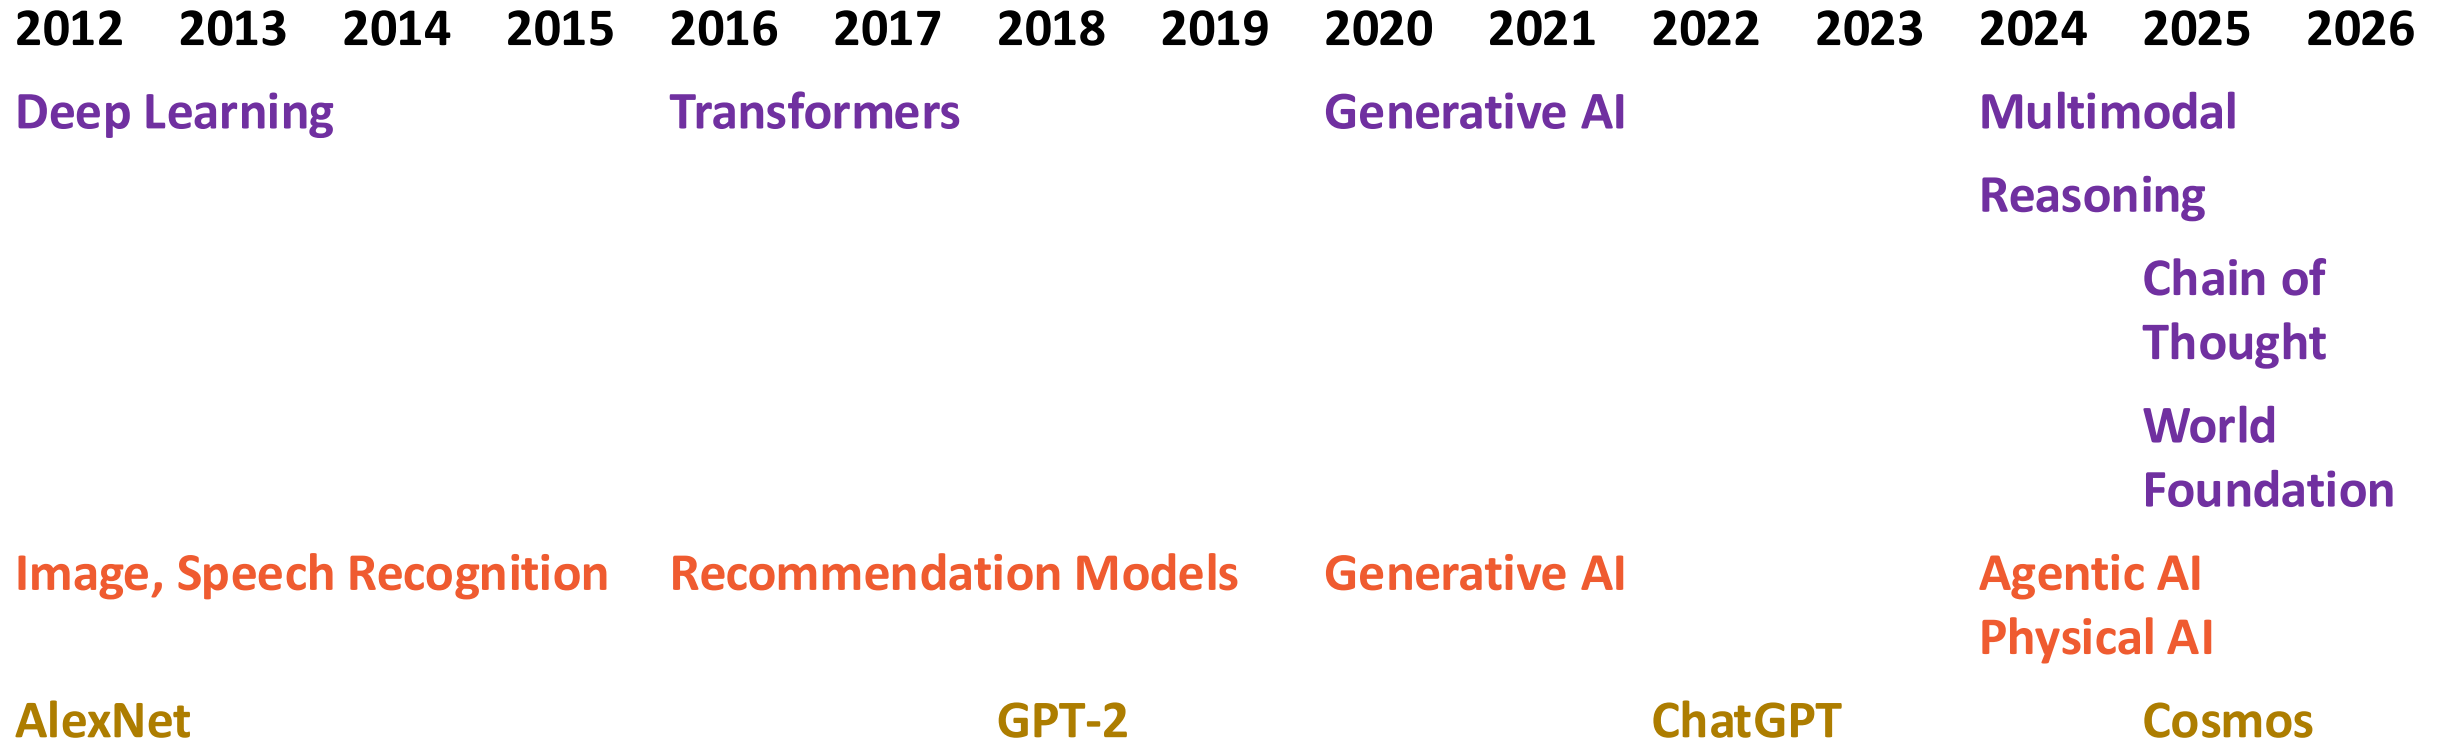 2012 2013 2014 2015 2016 2017 2018 2019 2020 2021 2022 2023 2024 2025 2026
Deep Learning Transformers Generative AI Multimodal
Reasoning
Chain of
Thought
World
Foundation
Image, Speech Recognition Recommendation Models Generative AI Agentic AI
Physical AI
AlexNet GPT-2 ChatGPT Cosmos